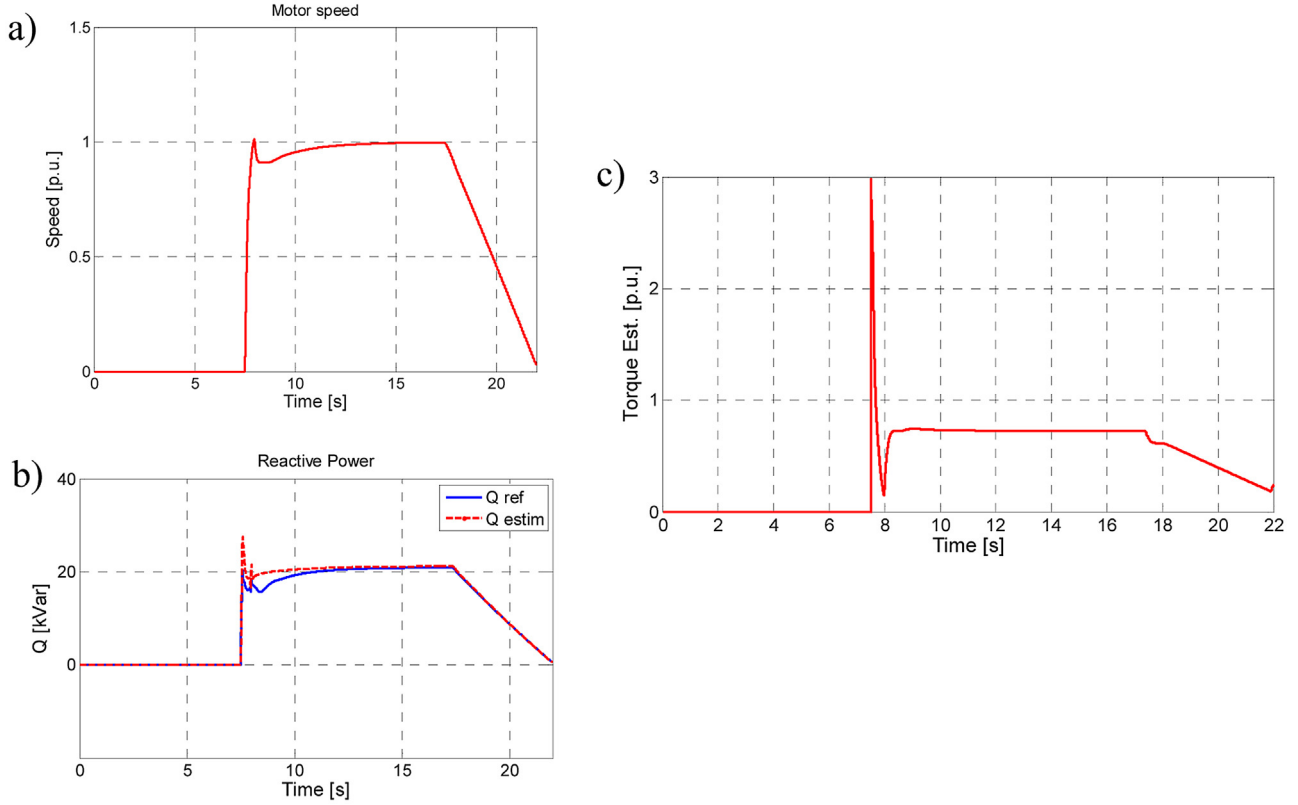 a)
Motor speed
1.5
1
0.5
0
Speed [p.u.]
0 5 10 15 20
Time [s]
b)
Reactive Power
40
20
0
Q [kVar]
Q ref
Q estim
0 5 10 15 20
Time [s]
c)
3
2
1
0
Torque Est. [p.u.]
0 2 4 6 8 10 12 14 16 18 20 22
Time [s]